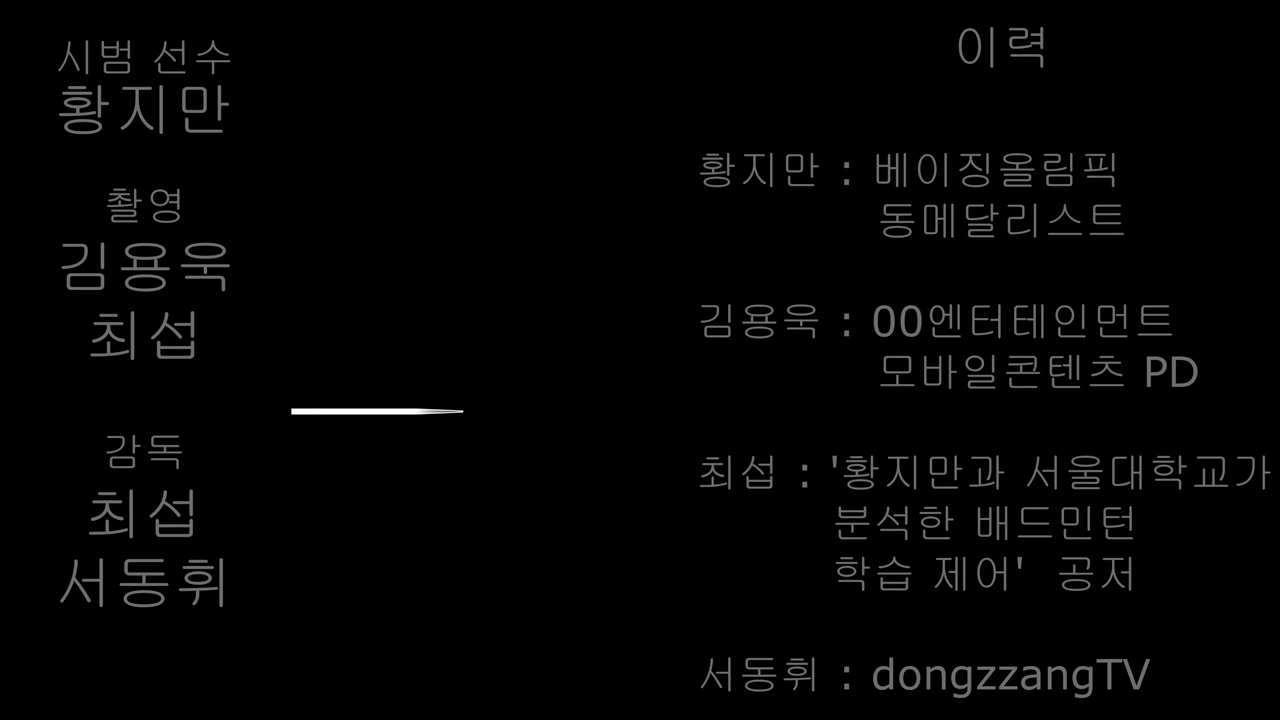 시범 선수
황지만
촬영
김용욱
최섭
감독
최섭
서동휘
이력
황지만 : 베이징올림픽
동메달리스트
김용욱 : 00엔터테인먼트
모바일콘텐츠 PD
최섭 : '황지만과 서울대학교가
분석한 배드민턴
학습 제어' 공저
서동휘 : dongzzangTV